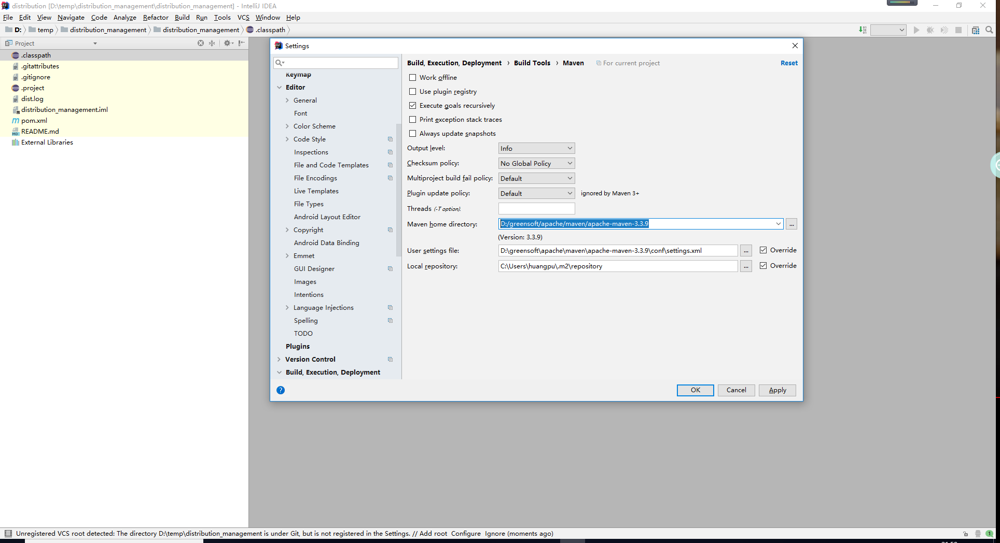 distribution [D:\temp\distribution_management\distribution_management] - IntelliJ IDEA
File Edit View Navigate Code Analyze Refactor Build Run Tools VCS Window Help
D: temp distribution_management distribution_management .classpath
Project
.classpath
.gitattributes
.gitignore
.project
dist.log
distribution_management.iml
pom.xml
README.md
External Libraries
Settings
Keymap
Editor
General
Font
Color Scheme
Code Style
Inspections
File and Code Templates
File Encodings
Live Templates
File Types
Android Layout Editor
Copyright
Android Data Binding
Emmet
GUI Designer
Images
Intentions
Language Injections
Spelling
TODO
Plugins
Version Control
Build, Execution, Deployment
Build, Execution, Deployment › Build Tools › Maven For current project Reset
Work offline
Use plugin registry
Execute goals recursively
Print exception stack traces
Always update snapshots
Output level: Info
Checksum policy: No Global Policy
Multiproject build fail policy: Default
Plugin update policy: Default ignored by Maven 3+
Threads (-T option).
Maven home directory: D:/greensoft/apache/maven/apache-maven-3.3.9 ...
(Version: 3.3.9)
User settings file: D:\greensoft\apache\maven\apache-maven-3.3.9\conf\settings.xml ... Override
Local repository: C:\Users\huangpu\.m2\repository ... Override
? OK Cancel Apply
Unregistered VCS root detected: The directory D:\temp\distribution_management is under Git, but is not registered in the Settings. // Add root Configure Ignore (moments ago) 1